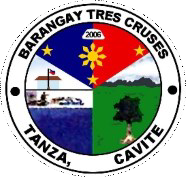 BARANGAY TRES CRUSES
2006
TANZA, CAVITE